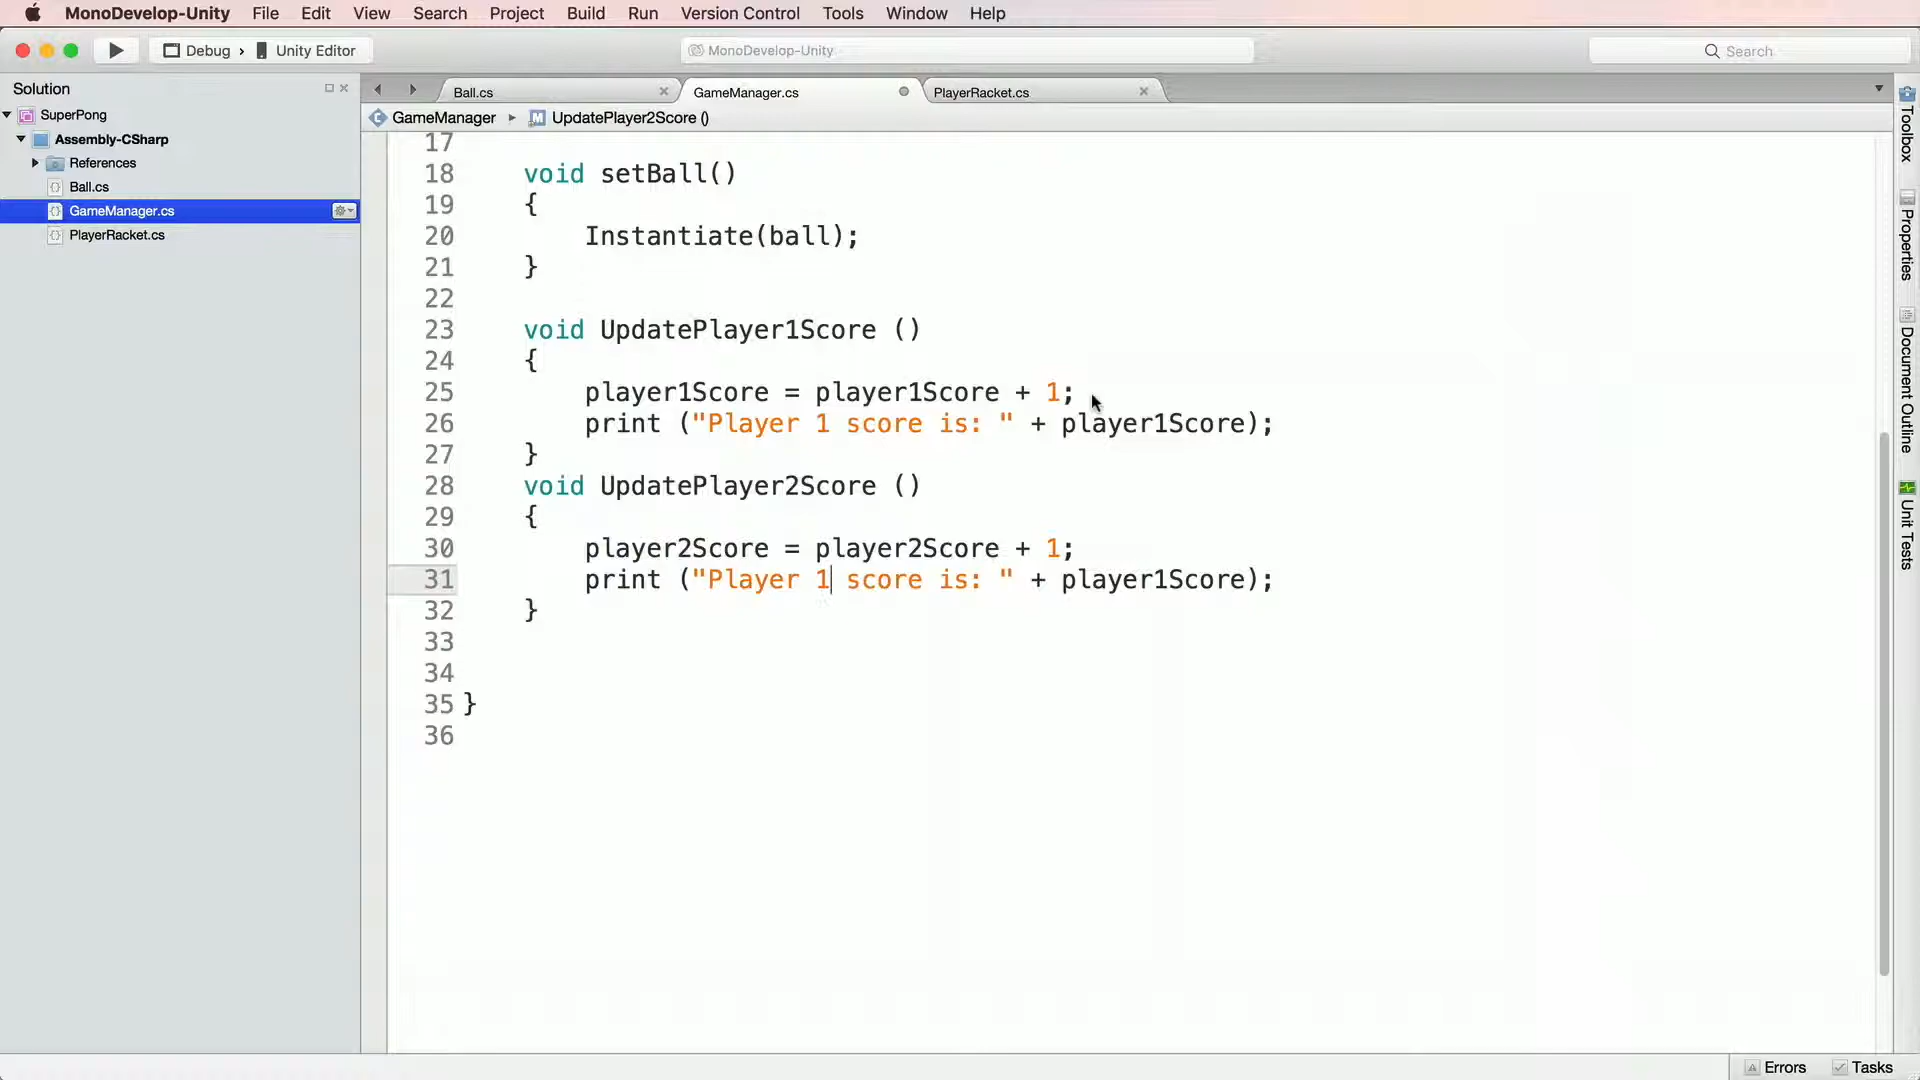 MonoDevelop-Unity File Edit View Search Project Build Run Version Control Tools Window Help
Debug › Unity Editor
MonoDevelop-Unity
Search
Solution
SuperPong
Assembly-CSharp
References
Ball.cs
GameManager.cs
PlayerRacket.cs
Ball.cs
GameManager.cs
PlayerRacket.cs
GameManager UpdatePlayer2Score ()
17
18 void setBall()
19 {
20 Instantiate(ball);
21 }
22
23 void UpdatePlayer1Score ()
24 {
25 player1Score = player1Score + 1;
26 print ("Player 1 score is: " + player1Score);
27 }
28 void UpdatePlayer2Score ()
29 {
30 player2Score = player2Score + 1;
31 print ("Player 1 score is: " + player1Score);
32 }
33
34
35 }
36
Toolbox
Properties
Document Outline
Unit Tests
Errors Tasks